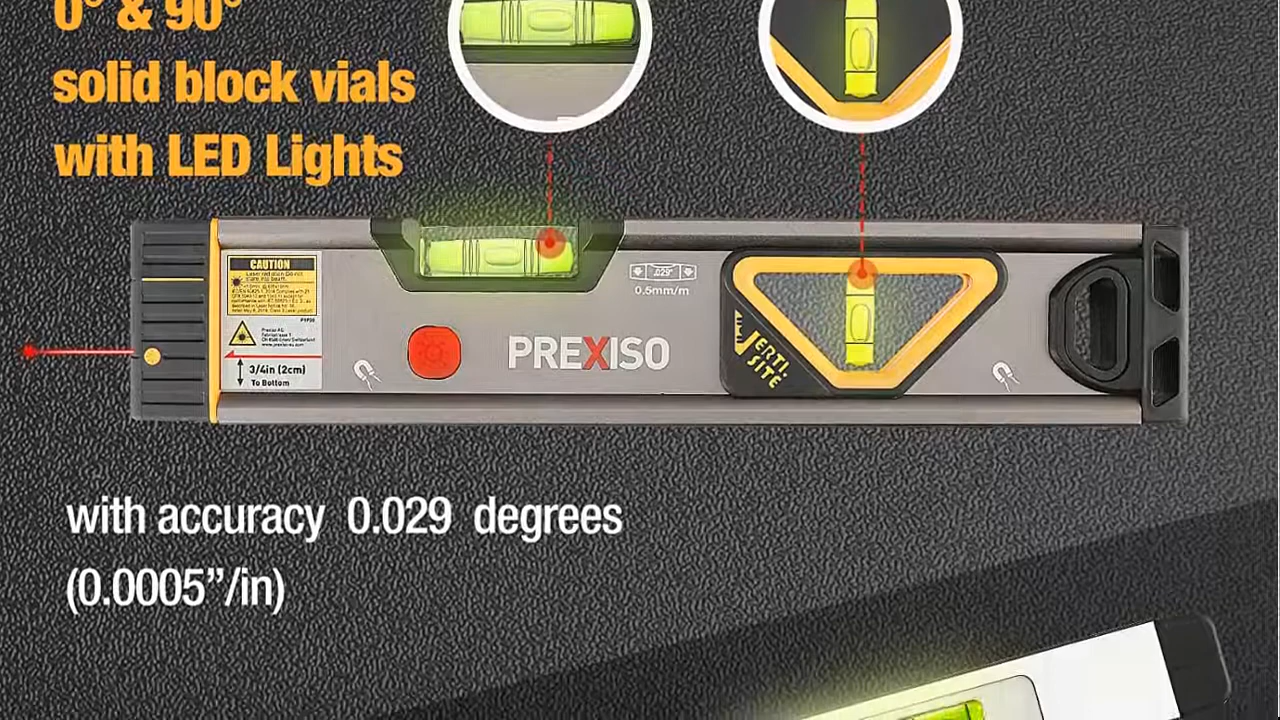 0° & 90°
solid block vials
with LED Lights
CAUTION
.029°
0.5mm/m
PREXISO
VERTI
SITE
3/4in (2cm)
To Bottom
with accuracy 0.029 degrees
(0.0005”/in)